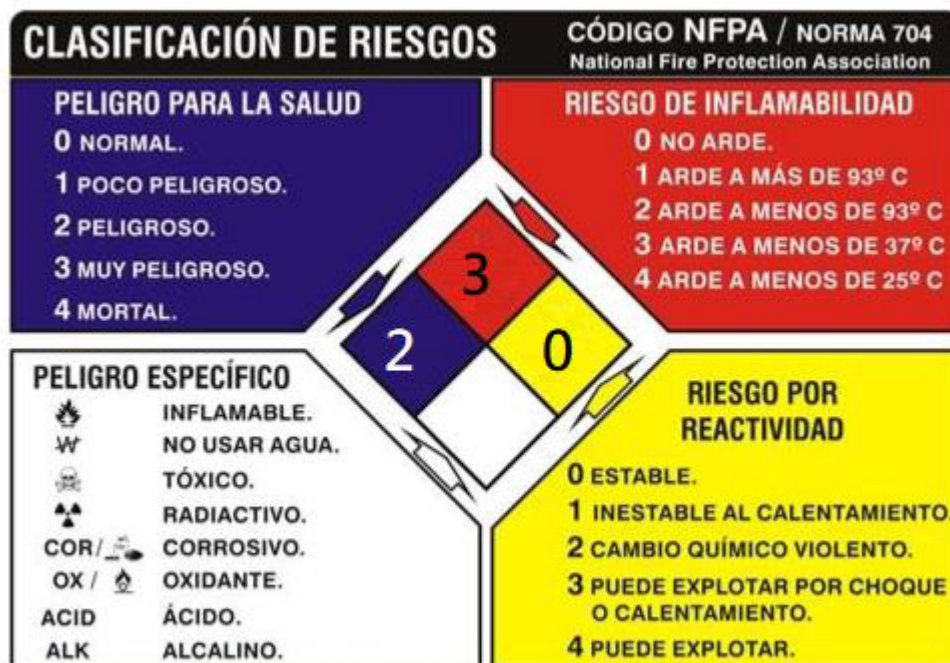 CLASIFICACIÓN DE RIESGOS
CÓDIGO NFPA / NORMA 704
National Fire Protection Association
PELIGRO PARA LA SALUD
0 NORMAL.
1 POCO PELIGROSO.
2 PELIGROSO.
3 MUY PELIGROSO.
4 MORTAL.
RIESGO DE INFLAMABILIDAD
0 NO ARDE.
1 ARDE A MÁS DE 93º C
2 ARDE A MENOS DE 93º C
3 ARDE A MENOS DE 37º C
4 ARDE A MENOS DE 25º C
3
2
0
PELIGRO ESPECÍFICO
INFLAMABLE.
W NO USAR AGUA.
TÓXICO.
RADIACTIVO.
COR/ CORROSIVO.
OX / OXIDANTE.
ACID ÁCIDO.
ALK ALCALINO.
RIESGO POR
REACTIVIDAD
0 ESTABLE.
1 INESTABLE AL CALENTAMIENTO
2 CAMBIO QUÍMICO VIOLENTO.
3 PUEDE EXPLOTAR POR CHOQUE
O CALENTAMIENTO.
4 PUEDE EXPLOTAR.